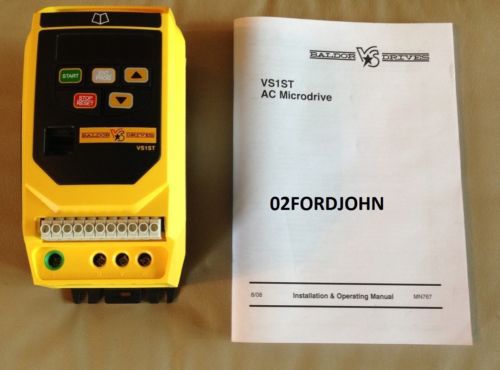 START
STOP
RESET
BALDOR VS DRIVES
VS1ST
BALDOR VS DRIVES
VS1ST
AC Microdrive
02FORDJOHN
6/08 Installation & Operating Manual MN767